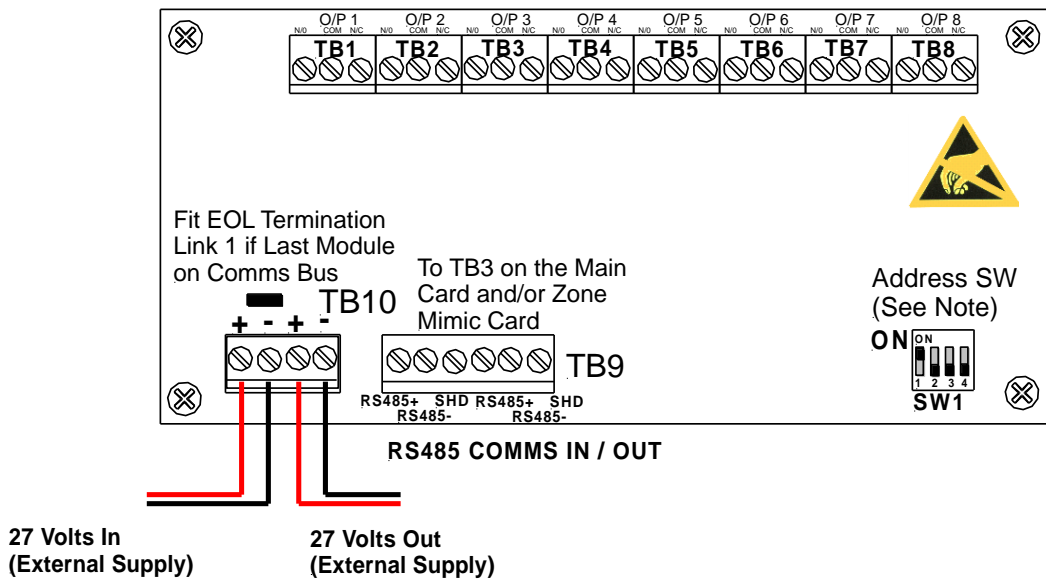 O/P 1 O/P 2 O/P 3 O/P 4 O/P 5 O/P 6 O/P 7 O/P 8
N/0 COM N/C N/0 COM N/C N/0 COM N/C N/0 COM N/C N/0 COM N/C N/0 COM N/C N/0 COM N/C N/0 COM N/C
TB1 TB2 TB3 TB4 TB5 TB6 TB7 TB8
Fit EOL Termination
Link 1 if Last Module
on Comms Bus
TB10
+ - + -
To TB3 on the Main
Card and/or Zone
Mimic Card
TB9
RS485+ SHD RS485+ SHD
RS485- RS485-
RS485 COMMS IN / OUT
Address SW
(See Note)
ON
ON
1 2 3 4
SW1
27 Volts In
(External Supply)
27 Volts Out
(External Supply)